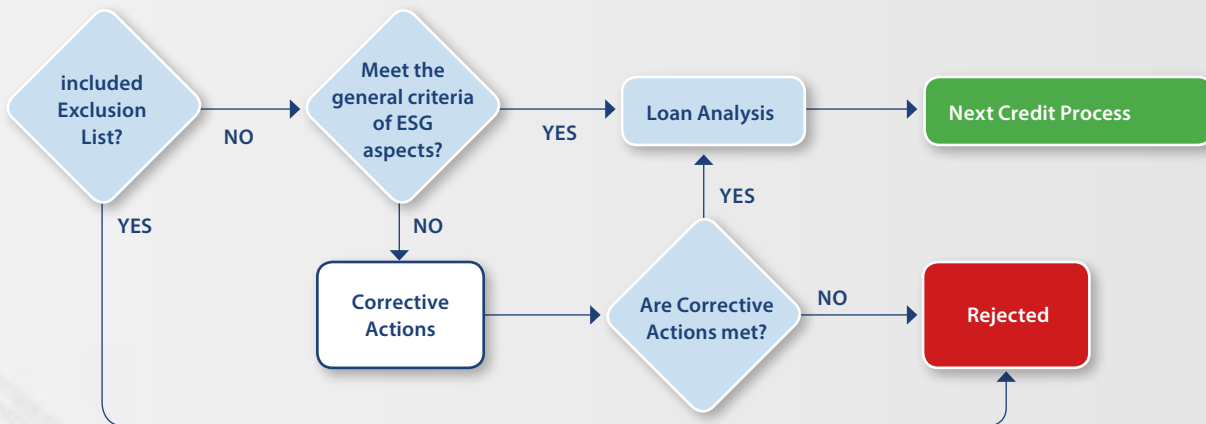 included
Exclusion
List?
NO
YES
Meet the
general criteria
of ESG
aspects?
YES
NO
Loan Analysis
Next Credit Process
Corrective
Actions
Are Corrective
Actions met?
YES
NO
Rejected